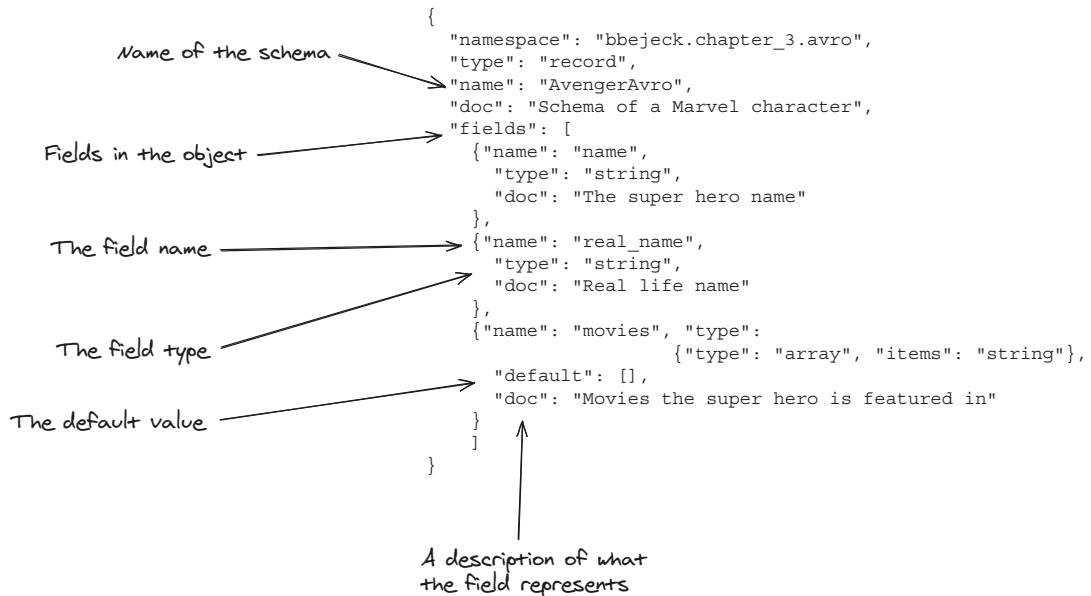 {
"namespace": "bbejeck.chapter_3.avro",
Name of the schema
"type": "record",
"name": "AvengerAvro",
"doc": "Schema of a Marvel character",
"fields": [
Fields in the object
{"name": "name",
"type": "string",
"doc": "The super hero name"
},
The field name
{"name": "real_name",
"type": "string",
"doc": "Real life name"
},
{"name": "movies", "type":
The field type
{"type": "array", "items": "string"},
"default": [],
"doc": "Movies the super hero is featured in"
The default value
}
]
}
A description of what
the field represents